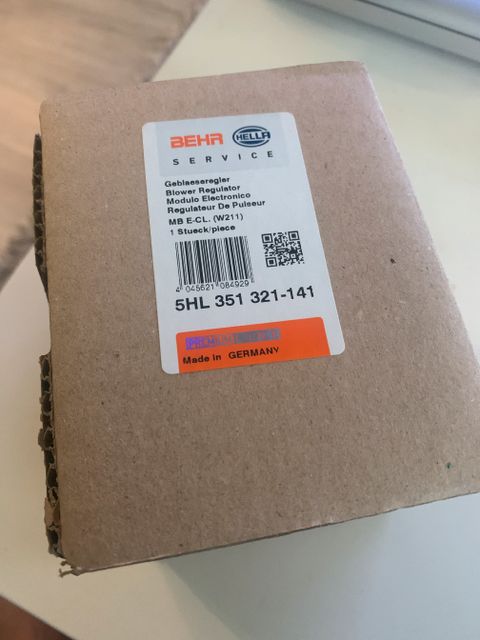 BEHR HELLA
SERVICE
Geblaeseregler
Blower Regulator
Modulo Electronico
Regulateur De Pulseur
MB E-CL. (W211)
1 Stueck/piece
4 045621 084929
5HL 351 321-141
PREMIUM
Made in GERMANY